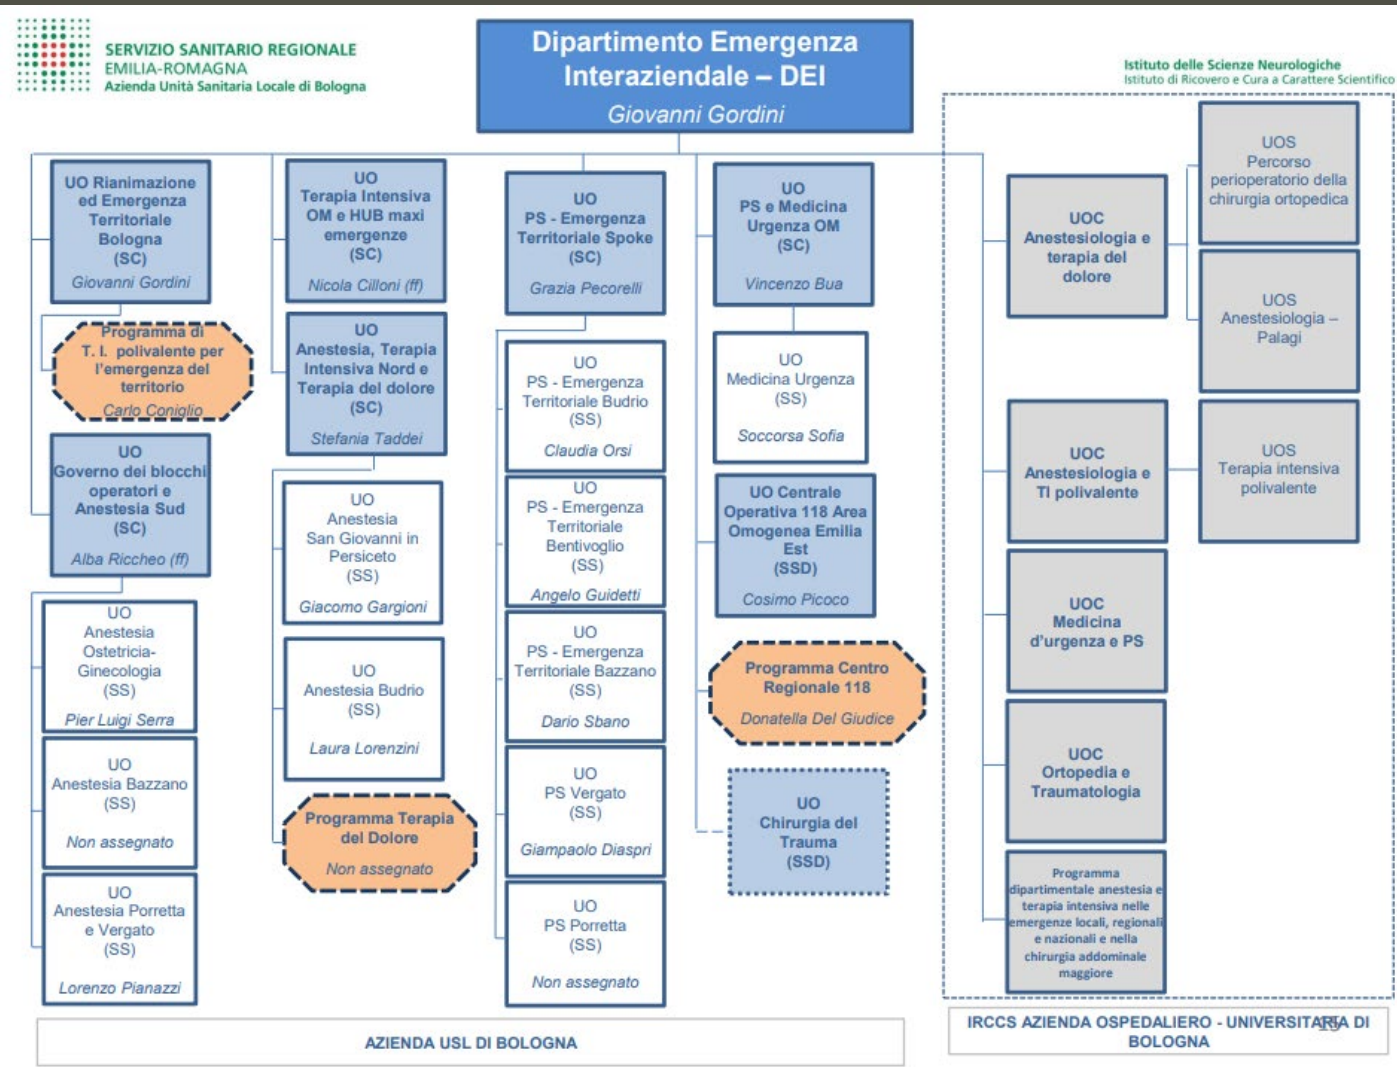 SERVIZIO SANITARIO REGIONALE
EMILIA-ROMAGNA
Azienda Unità Sanitaria Locale di Bologna
Dipartimento Emergenza
Interaziendale – DEI
Giovanni Gordini
Istituto delle Scienze Neurologiche
Istituto di Ricovero e Cura a Carattere Scientifico
UO Rianimazione
ed Emergenza
Territoriale
Bologna
(SC)
Giovanni Gordini
Programma di
T. I. polivalente per
l'emergenza del
territorio
Carlo Coniglio
UO
Governo dei blocchi
operatori e
Anestesia Sud
(SC)
Alba Riccheo (ff)
UO
Anestesia
Ostetricia-
Ginecologia
(SS)
Pier Luigi Serra
UO
Anestesia Bazzano
(SS)
Non assegnato
UO
Anestesia Porretta
e Vergato
(SS)
Lorenzo Pianazzi
UO
Terapia Intensiva
OM e HUB maxi
emergenze
(SC)
Nicola Cilloni (ff)
UO
Anestesia, Terapia
Intensiva Nord e
Terapia del dolore
(SC)
Stefania Taddei
UO
Anestesia
San Giovanni in
Persiceto
(SS)
Giacomo Gargioni
UO
Anestesia Budrio
(SS)
Laura Lorenzini
Programma Terapia
del Dolore
Non assegnato
UO
PS - Emergenza
Territoriale Spoke
(SC)
Grazia Pecorelli
UO
PS - Emergenza
Territoriale Budrio
(SS)
Claudia Orsi
UO
PS - Emergenza
Territoriale
Bentivoglio
(SS)
Angelo Guidetti
UO
PS - Emergenza
Territoriale Bazzano
(SS)
Dario Sbano
UO
PS Vergato
(SS)
Giampaolo Diaspri
UO
PS Porretta
(SS)
Non assegnato
UO
PS e Medicina
Urgenza OM
(SC)
Vincenzo Bua
UO
Medicina Urgenza
(SS)
Soccorsa Sofia
UO Centrale
Operativa 118 Area
Omogenea Emilia
Est
(SSD)
Cosimo Picoco
Programma Centro
Regionale 118
Donatella Del Giudice
UO
Chirurgia del
Trauma
(SSD)
UOC
Anestesiologia e
terapia del
dolore
UOS
Percorso
perioperatorio della
chirurgia ortopedica
UOS
Anestesiologia –
Palagi
UOC
Anestesiologia e
TI polivalente
UOS
Terapia intensiva
polivalente
UOC
Medicina
d'urgenza e PS
UOC
Ortopedia e
Traumatologia
Programma
dipartimentale anestesia e
terapia intensiva nelle
emergenze locali, regionali
e nazionali e nella
chirurgia addominale
maggiore
AZIENDA USL DI BOLOGNA
IRCCS AZIENDA OSPEDALIERO - UNIVERSITARIA DI
BOLOGNA
15